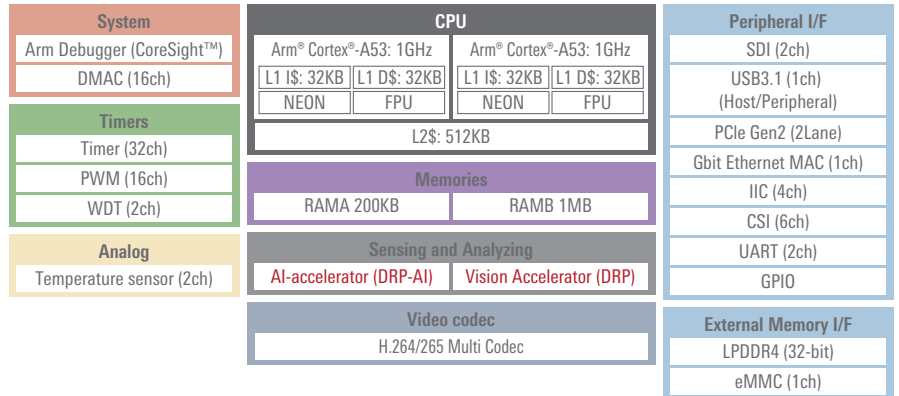 System
Arm Debugger (CoreSight™)
DMAC (16ch)
Timers
Timer (32ch)
PWM (16ch)
WDT (2ch)
Analog
Temperature sensor (2ch)
CPU
Arm® Cortex®-A53: 1GHz
L1 I$: 32KB L1 D$: 32KB
NEON FPU
Arm® Cortex®-A53: 1GHz
L1 I$: 32KB L1 D$: 32KB
NEON FPU
L2$: 512KB
Memories
RAMA 200KB RAMB 1MB
Sensing and Analyzing
AI-accelerator (DRP-AI) Vision Accelerator (DRP)
Video codec
H.264/265 Multi Codec
Peripheral I/F
SDI (2ch)
USB3.1 (1ch)
(Host/Peripheral)
PCIe Gen2 (2Lane)
Gbit Ethernet MAC (1ch)
IIC (4ch)
CSI (6ch)
UART (2ch)
GPIO
External Memory I/F
LPDDR4 (32-bit)
eMMC (1ch)